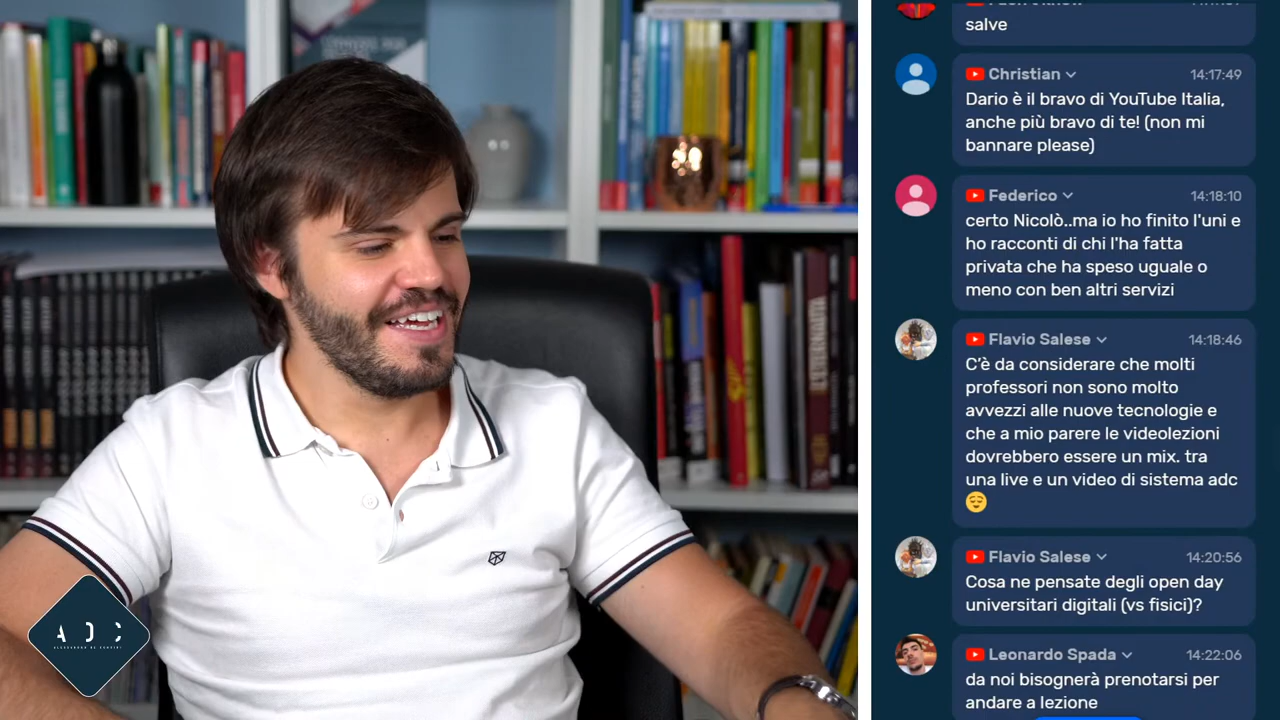 salve
Christian
14:17:49
Dario è il bravo di YouTube Italia,
anche più bravo di te! (non mi
bannare please)
Federico
14:18:10
certo Nicolò..ma io ho finito l'uni e
ho racconti di chi l'ha fatta
privata che ha speso uguale o
meno con ben altri servizi
Flavio Salese
14:18:46
C'è da considerare che molti
professori non sono molto
avvezzi alle nuove tecnologie e
che a mio parere le videolezioni
dovrebbero essere un mix. tra
una live e un video di sistema adc
😌
Flavio Salese
14:20:56
Cosa ne pensate degli open day
universitari digitali (vs fisici)?
Leonardo Spada
14:22:06
da noi bisognerà prenotarsi per
andare a lezione
ADC